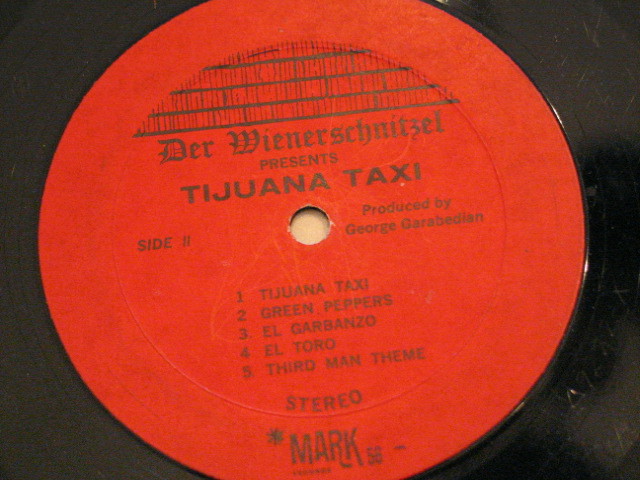 Der Wienerschnitzel
PRESENTS
TIJUANA TAXI
Produced by
George Garabedian
SIDE II
1 TIJUANA TAXI
2 GREEN PEPPERS
3. EL GARBANZO
4 EL TORO
5. THIRD MAN THEME
STEREO
*MARK 56
RECORDS